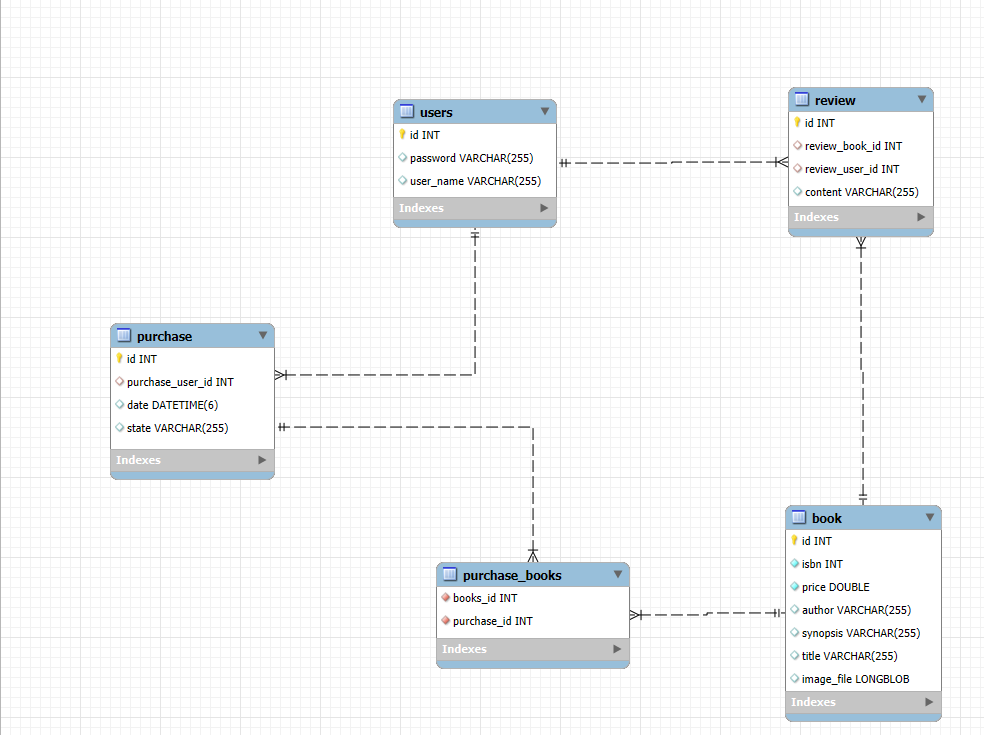 users
id INT
password VARCHAR(255)
user_name VARCHAR(255)
Indexes
review
id INT
review_book_id INT
review_user_id INT
content VARCHAR(255)
Indexes
purchase
id INT
purchase_user_id INT
date DATETIME(6)
state VARCHAR(255)
Indexes
purchase_books
books_id INT
purchase_id INT
Indexes
book
id INT
isbn INT
price DOUBLE
author VARCHAR(255)
synopsis VARCHAR(255)
title VARCHAR(255)
image_file LONGBLOB
Indexes